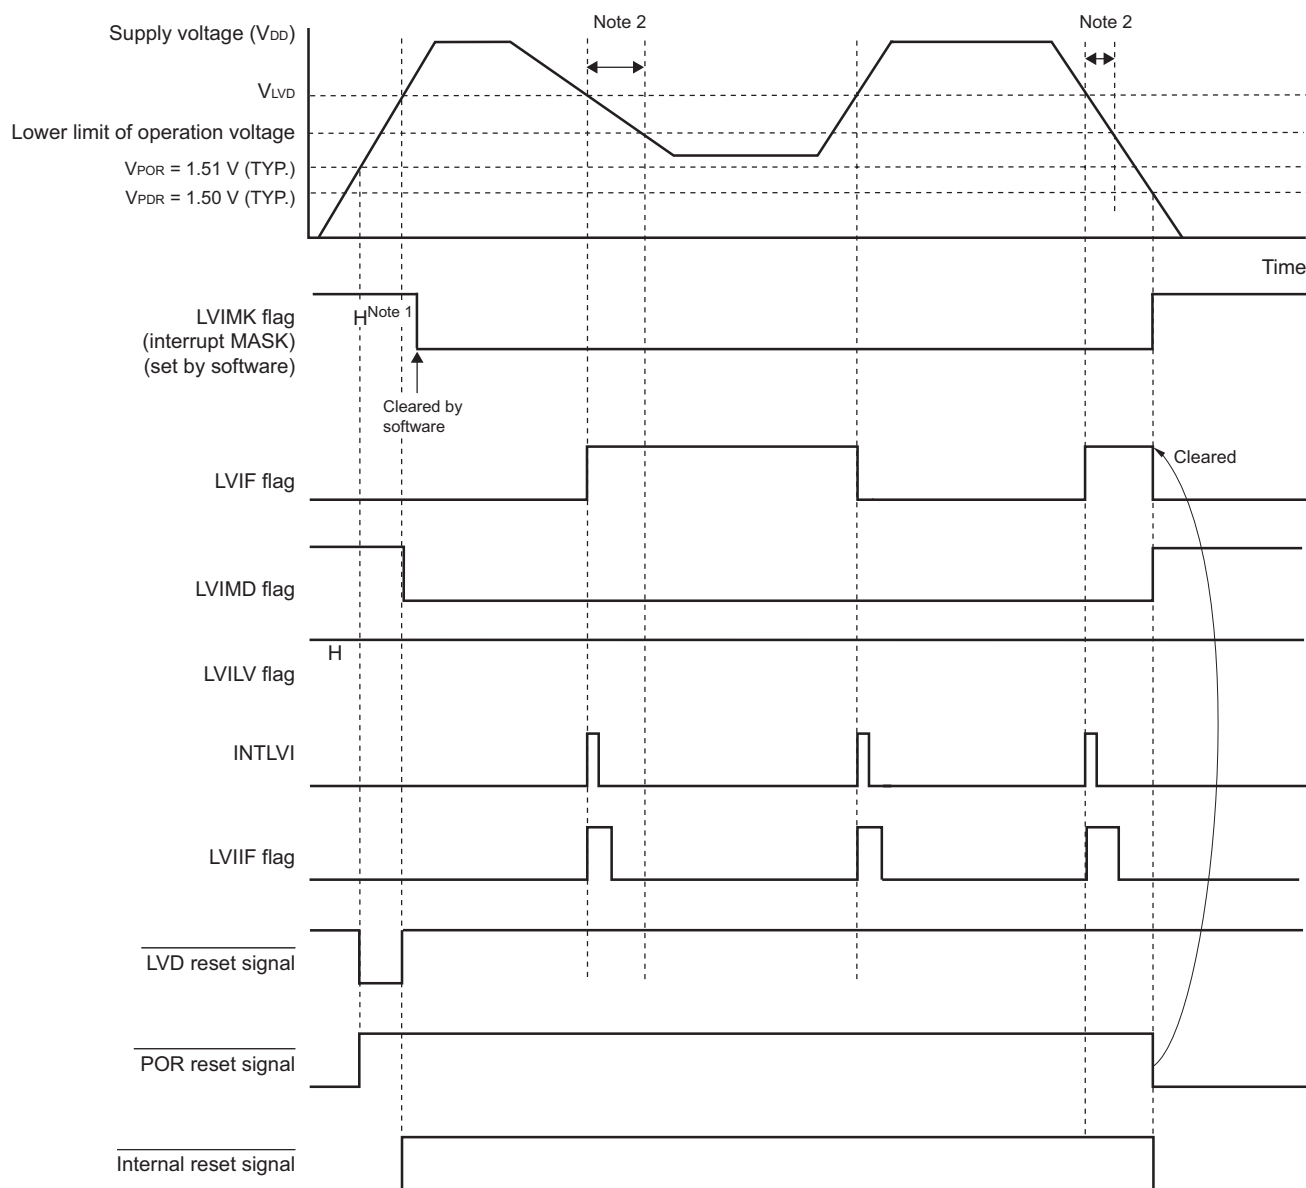 Note 2
Note 2
Supply voltage (VDD)
VLVD
Lower limit of operation voltage
VPOR = 1.51 V (TYP.)
VPDR = 1.50 V (TYP.)
Time
LVIMK flag
(interrupt MASK)
(set by software)
H Note 1
Cleared by
software
LVIF flag
Cleared
LVIMD flag
H
LVILV flag
INTLVI
LVIIF flag
LVD reset signal
POR reset signal
Internal reset signal